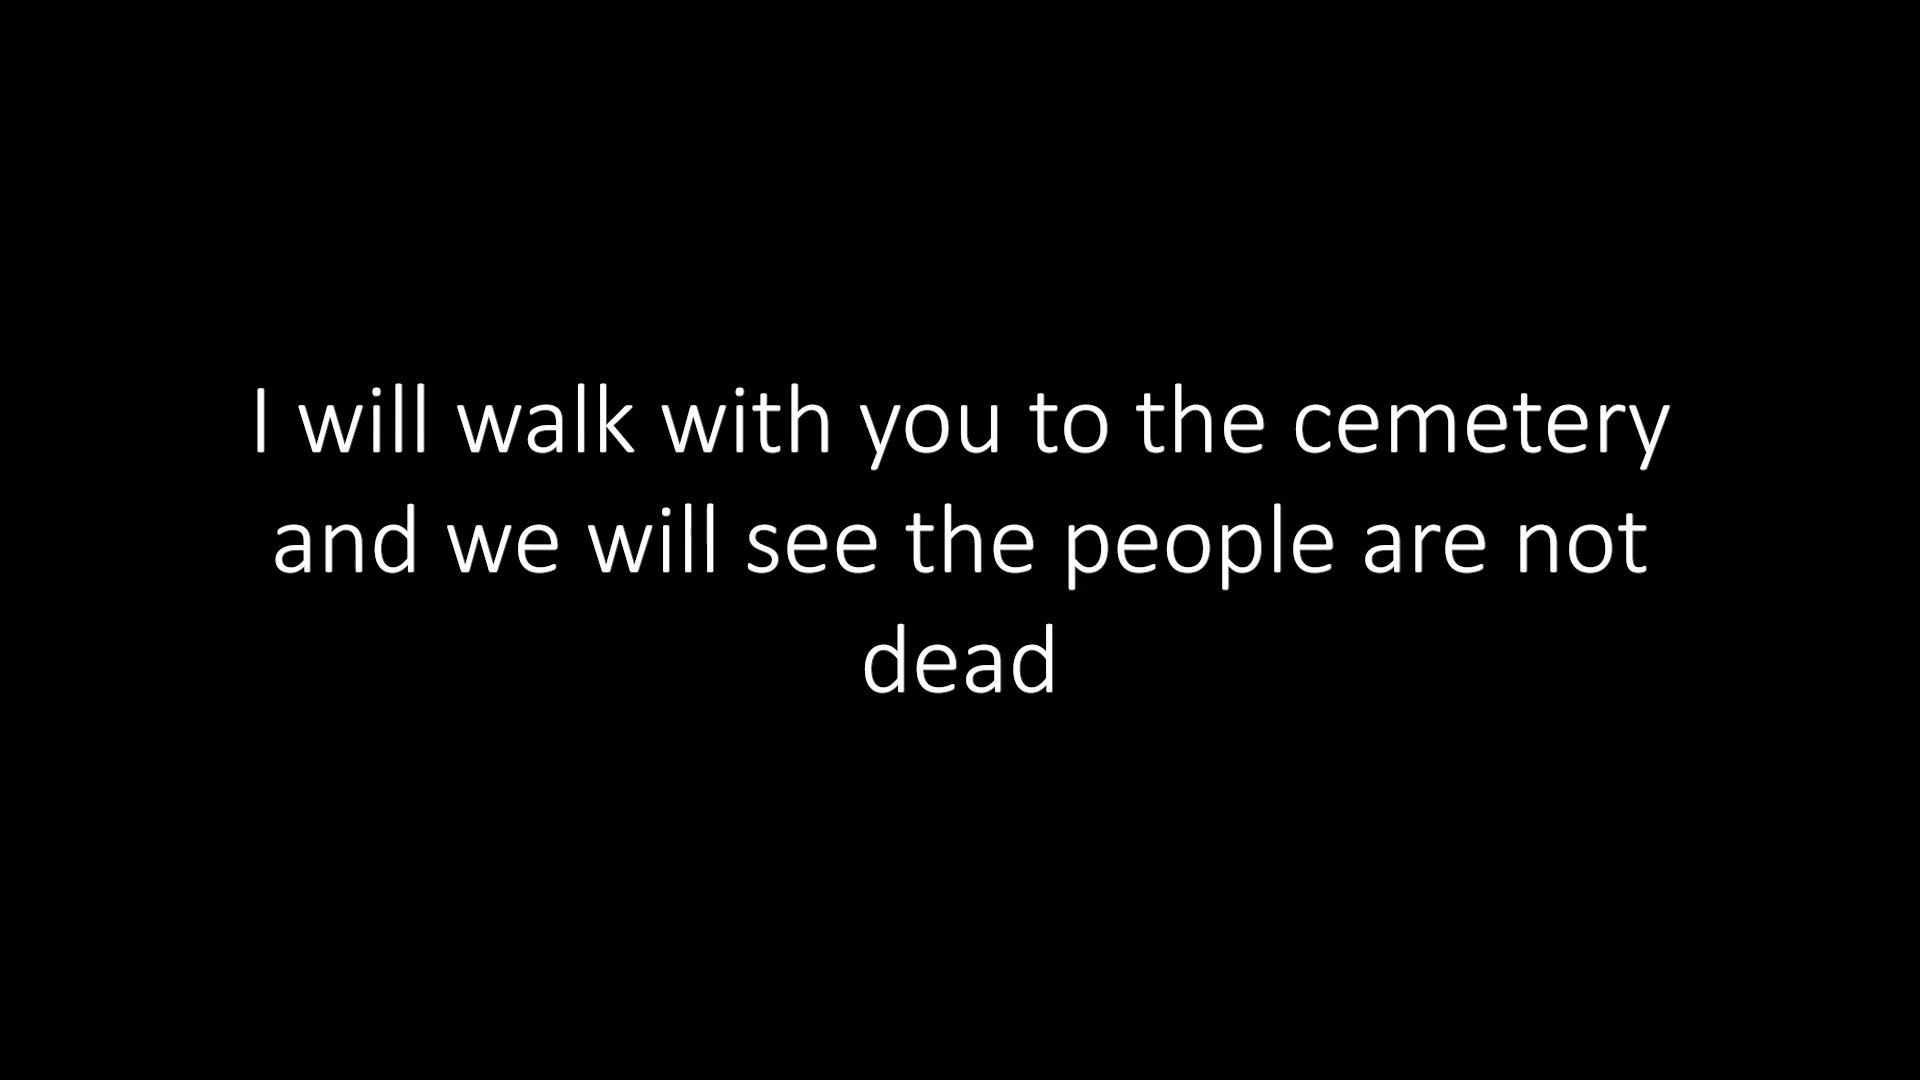 I will walk with you to the cemetery
and we will see the people are not
dead